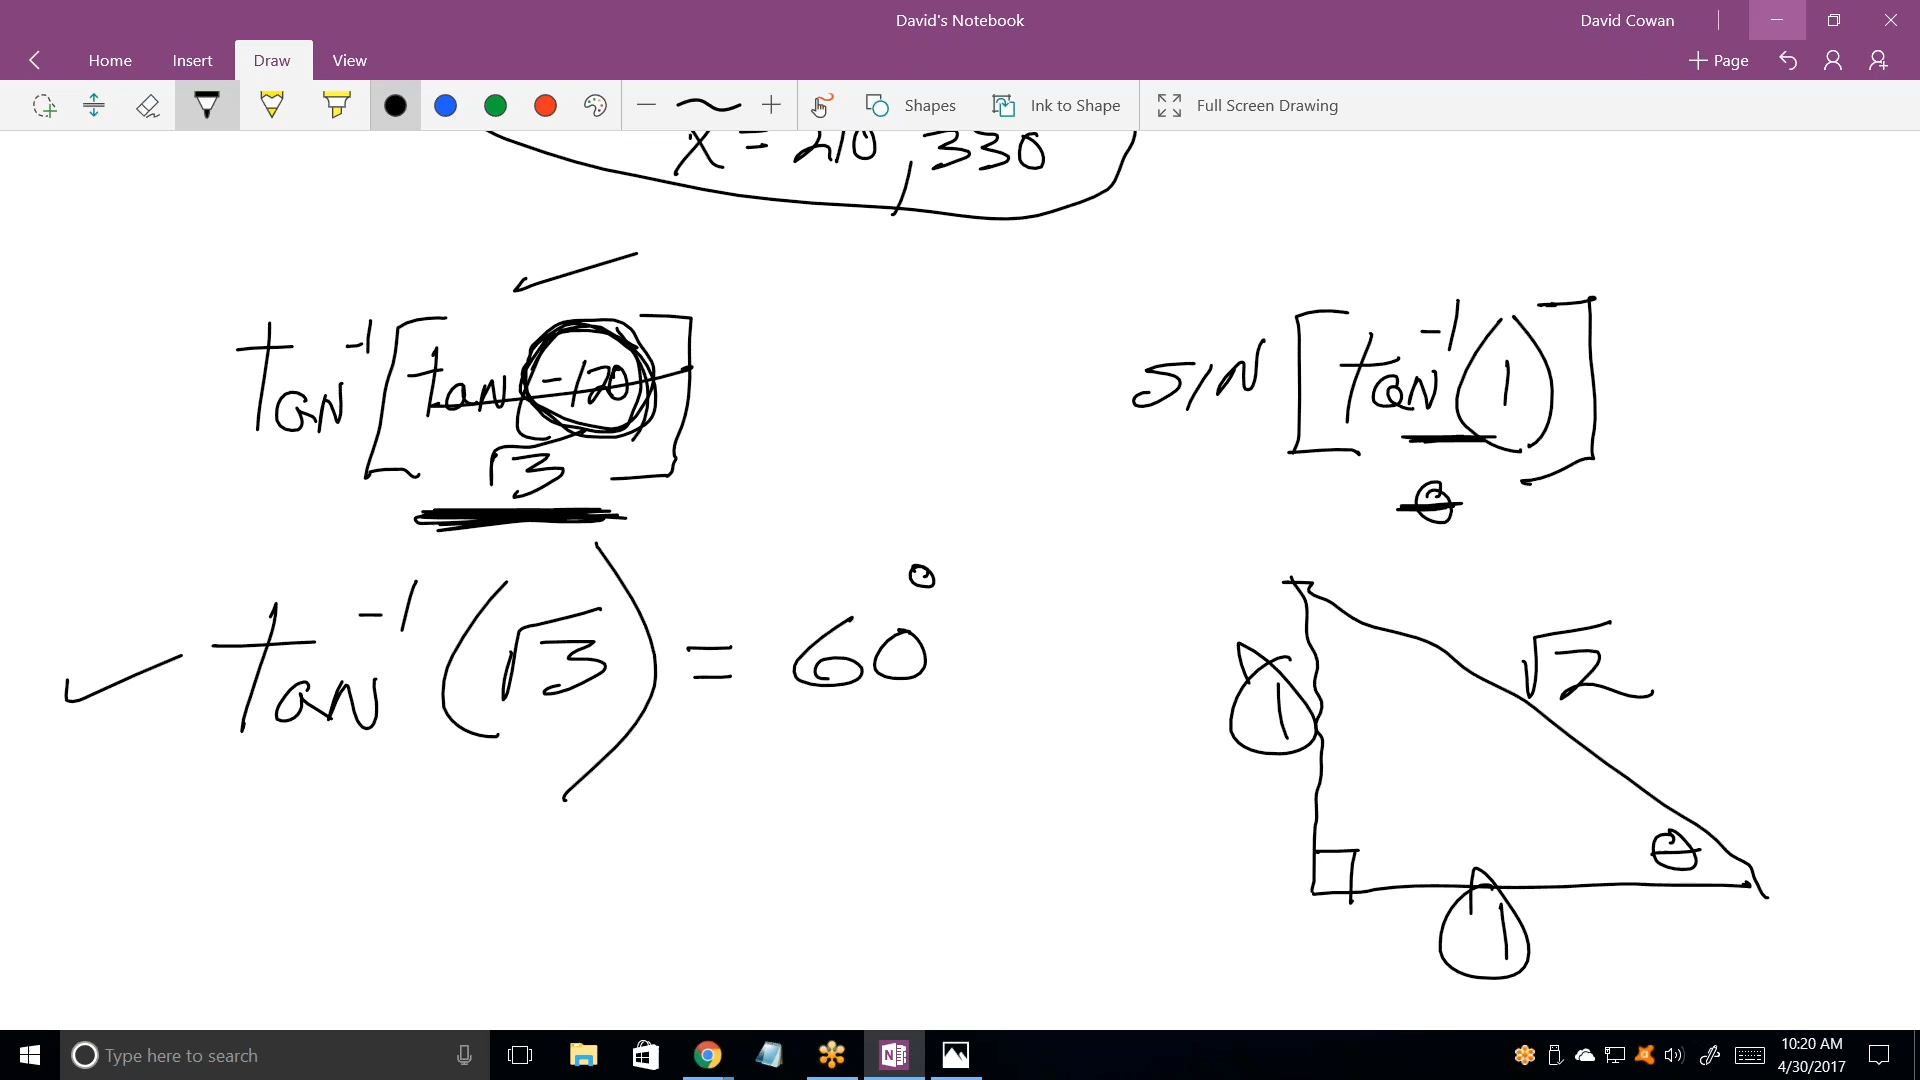 David's Notebook
David Cowan
Home Insert Draw View
Page
Shapes Ink to Shape Full Screen Drawing
x = 210, 330
tan⁻¹[tan(-120)]
√3
tan⁻¹(√3) = 60°
SIN[tan⁻¹(1)]
θ
1
√2
θ
1
Type here to search
10:20 AM
4/30/2017